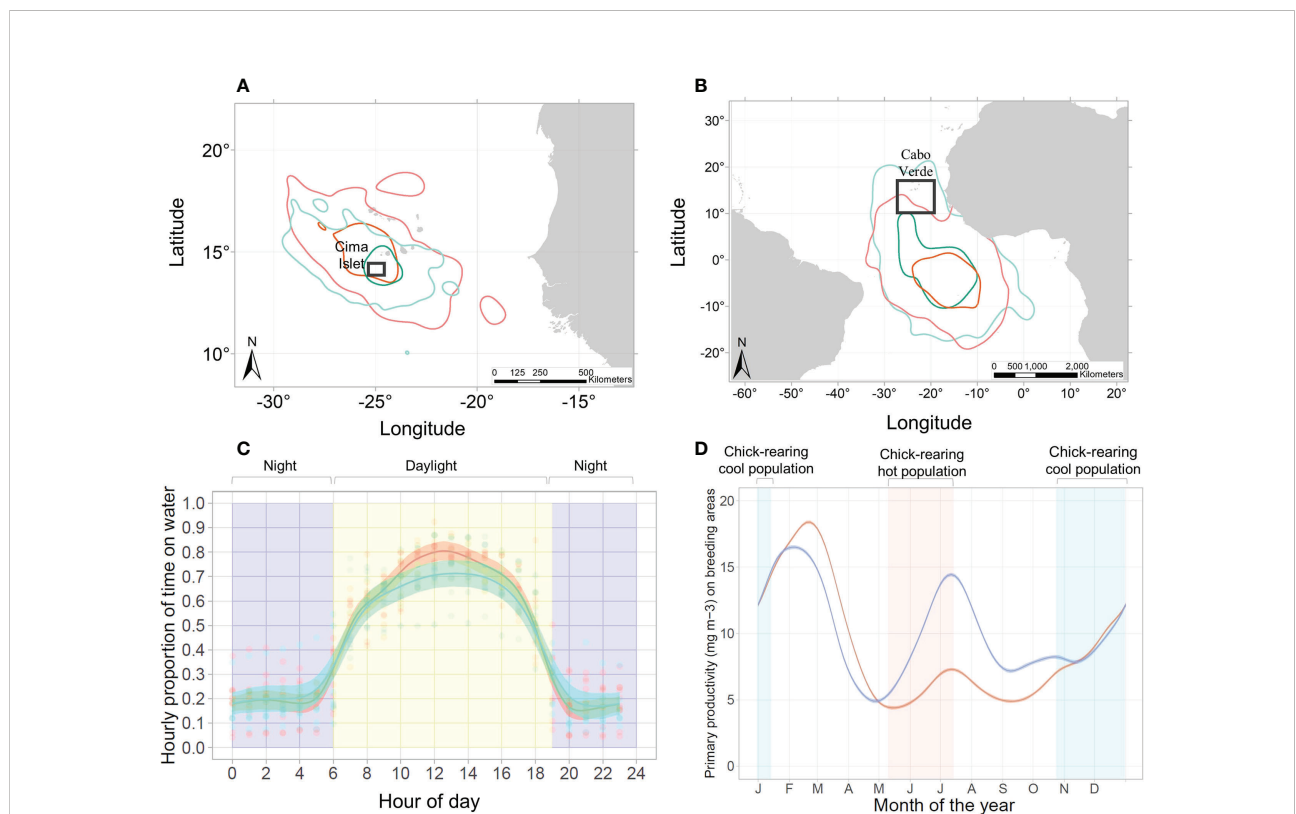 A
20°
15°
10°
Latitude
Cima
Islet
N
0 125 250 500
Kilometers
-30° -25° -20° -15°
Longitude
B
30°
20°
10°
0°
-10°
-20°
Latitude
Cabo
Verde
N
0 500 1,000 2,000
Kilometers
-60° -50° -40° -30° -20° -10° 0° 10° 20°
Longitude
C
Night Daylight Night
Hourly proportion of time on water
1.0
0.9
0.8
0.7
0.6
0.5
0.4
0.3
0.2
0.1
0.0
0 2 4 6 8 10 12 14 16 18 20 22 24
Hour of day
D
Chick-rearing
cool population
Chick-rearing
hot population
Chick-rearing
cool population
Primary productivity (mg m−3) on breeding areas
20
15
10
5
0
J F M A M J J A S O N D
Month of the year